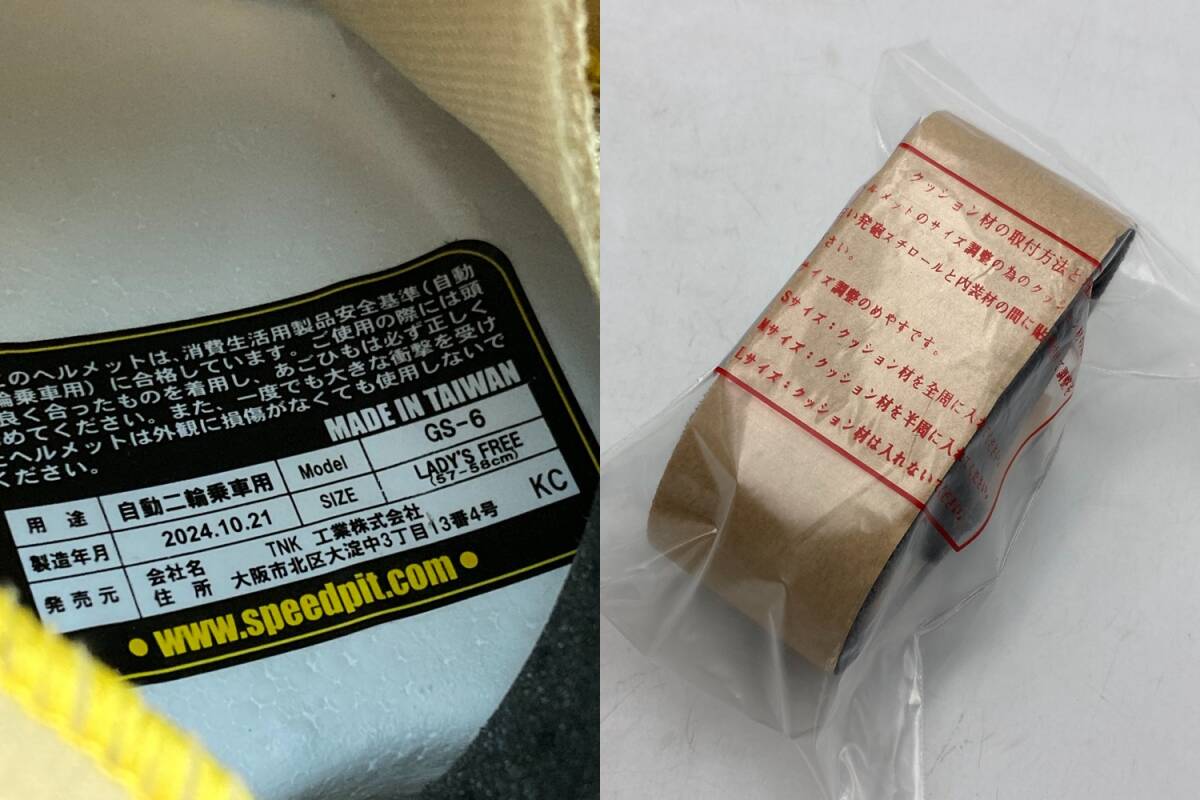 このヘルメットは、消費生活用製品安全基準(自動
輪乗車用)に合格しています。ご使用の際には頭
良く合ったものを着用し、あごひもは必ず正しく
めてください。また、一度でも大きな衝撃を受け
ヘルメットは外観に損傷がなくても使用しないで
ください。
MADE IN TAIWAN
用途 自動二輪乗車用 Model GS-6
製造年月 2024.10.21 SIZE LADY'S FREE
(57-58cm)
発売元 会社名 TNK 工業株式会社 KC
住所 大阪市北区大淀中3丁目13番4号
• www.speedpit.com •
クッション材の取付方法と
ルメットのサイズ調整の為のクッシ
い発砲スチロールと内装材の間に
さい。
イズ調整のめやすです。
Sサイズ:クッション材を全周に入
Mサイズ:クッション材を半周に入
Lサイズ:クッション材は入れない